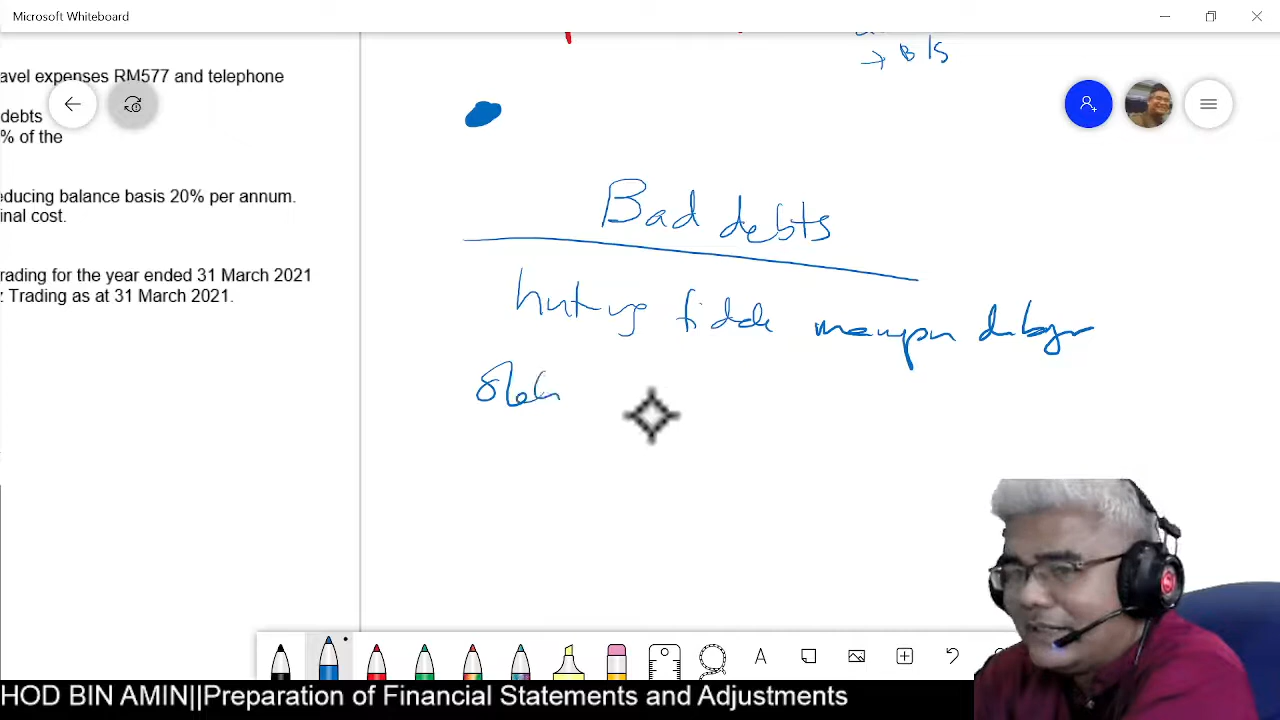 Microsoft Whiteboard
avel expenses RM577 and telephone
debts
% of the
educing balance basis 20% per annum.
inal cost.
rading for the year ended 31 March 2021
z Trading as at 31 March 2021.
→ B/S
Bad debts
hutang tidak mampu dibayar
oleh
HOD BIN AMIN||Preparation of Financial Statements and Adjustments